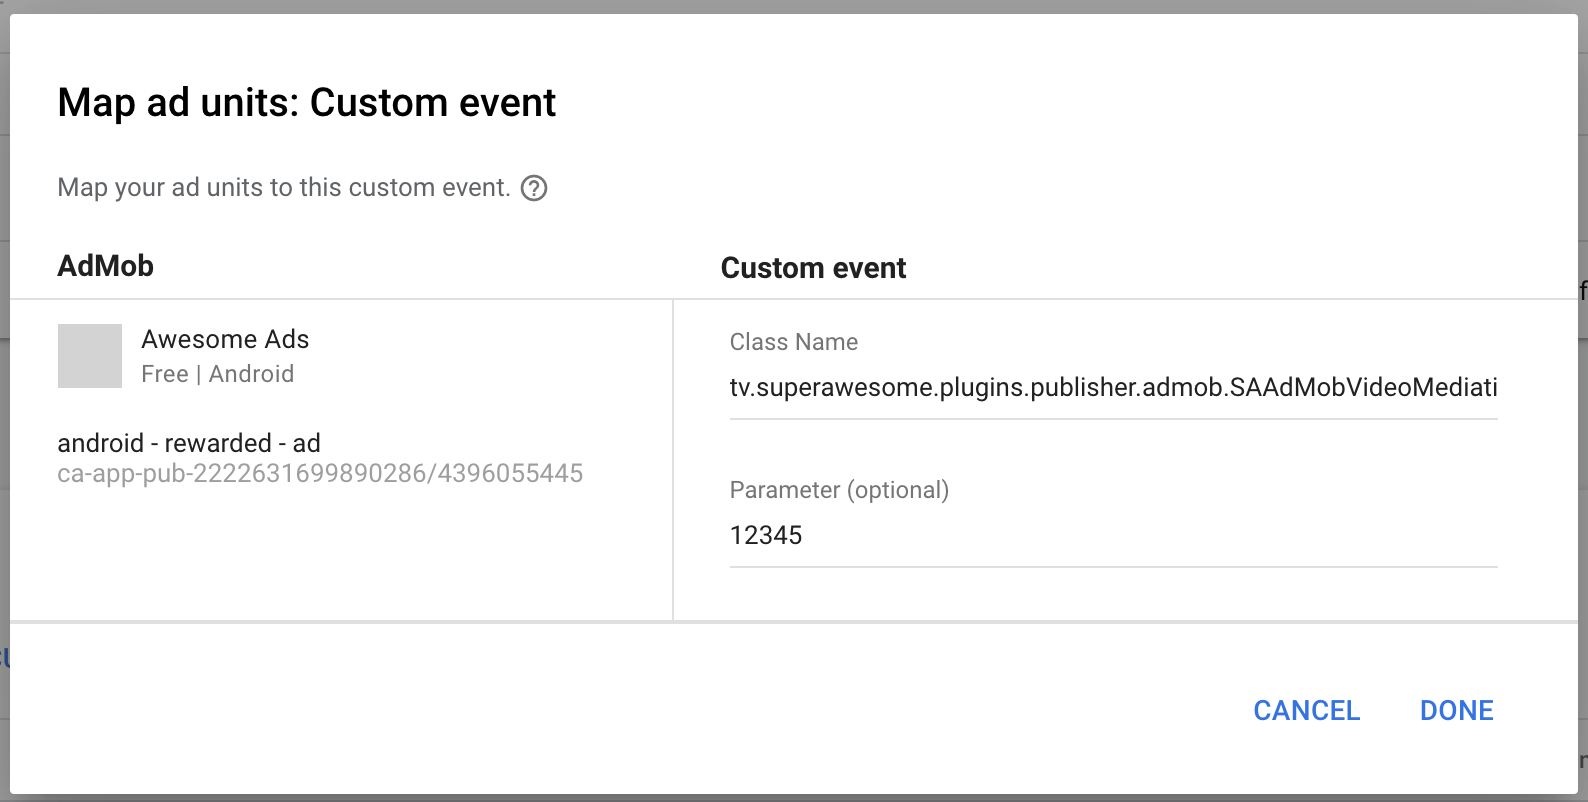 Map ad units: Custom event
Map your ad units to this custom event. ?
AdMob
Custom event
Awesome Ads
Free | Android
android - rewarded - ad
ca-app-pub-2222631699890286/4396055445
Class Name
tv.superawesome.plugins.publisher.admob.SAAdMobVideoMediati
Parameter (optional)
12345
CANCEL
DONE